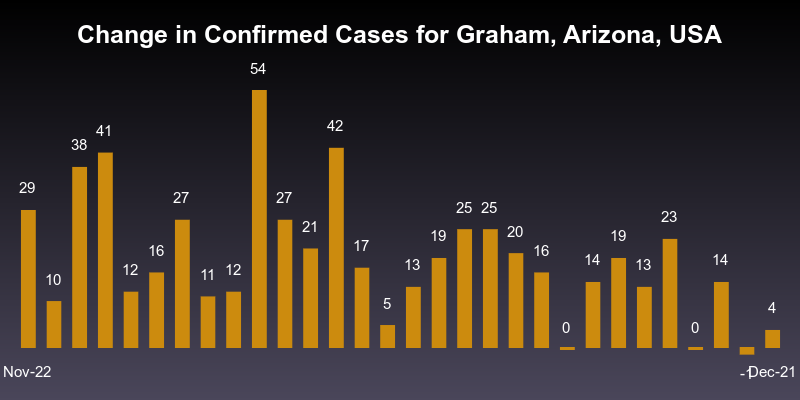 Change in Confirmed Cases for Graham, Arizona, USA
29 10 38 41 12 16 27 11 12 54 27 21 42 17 5 13 19 25 25 20 16 0 14 19 13 23 0 14 -1 4
Nov-22 Dec-21